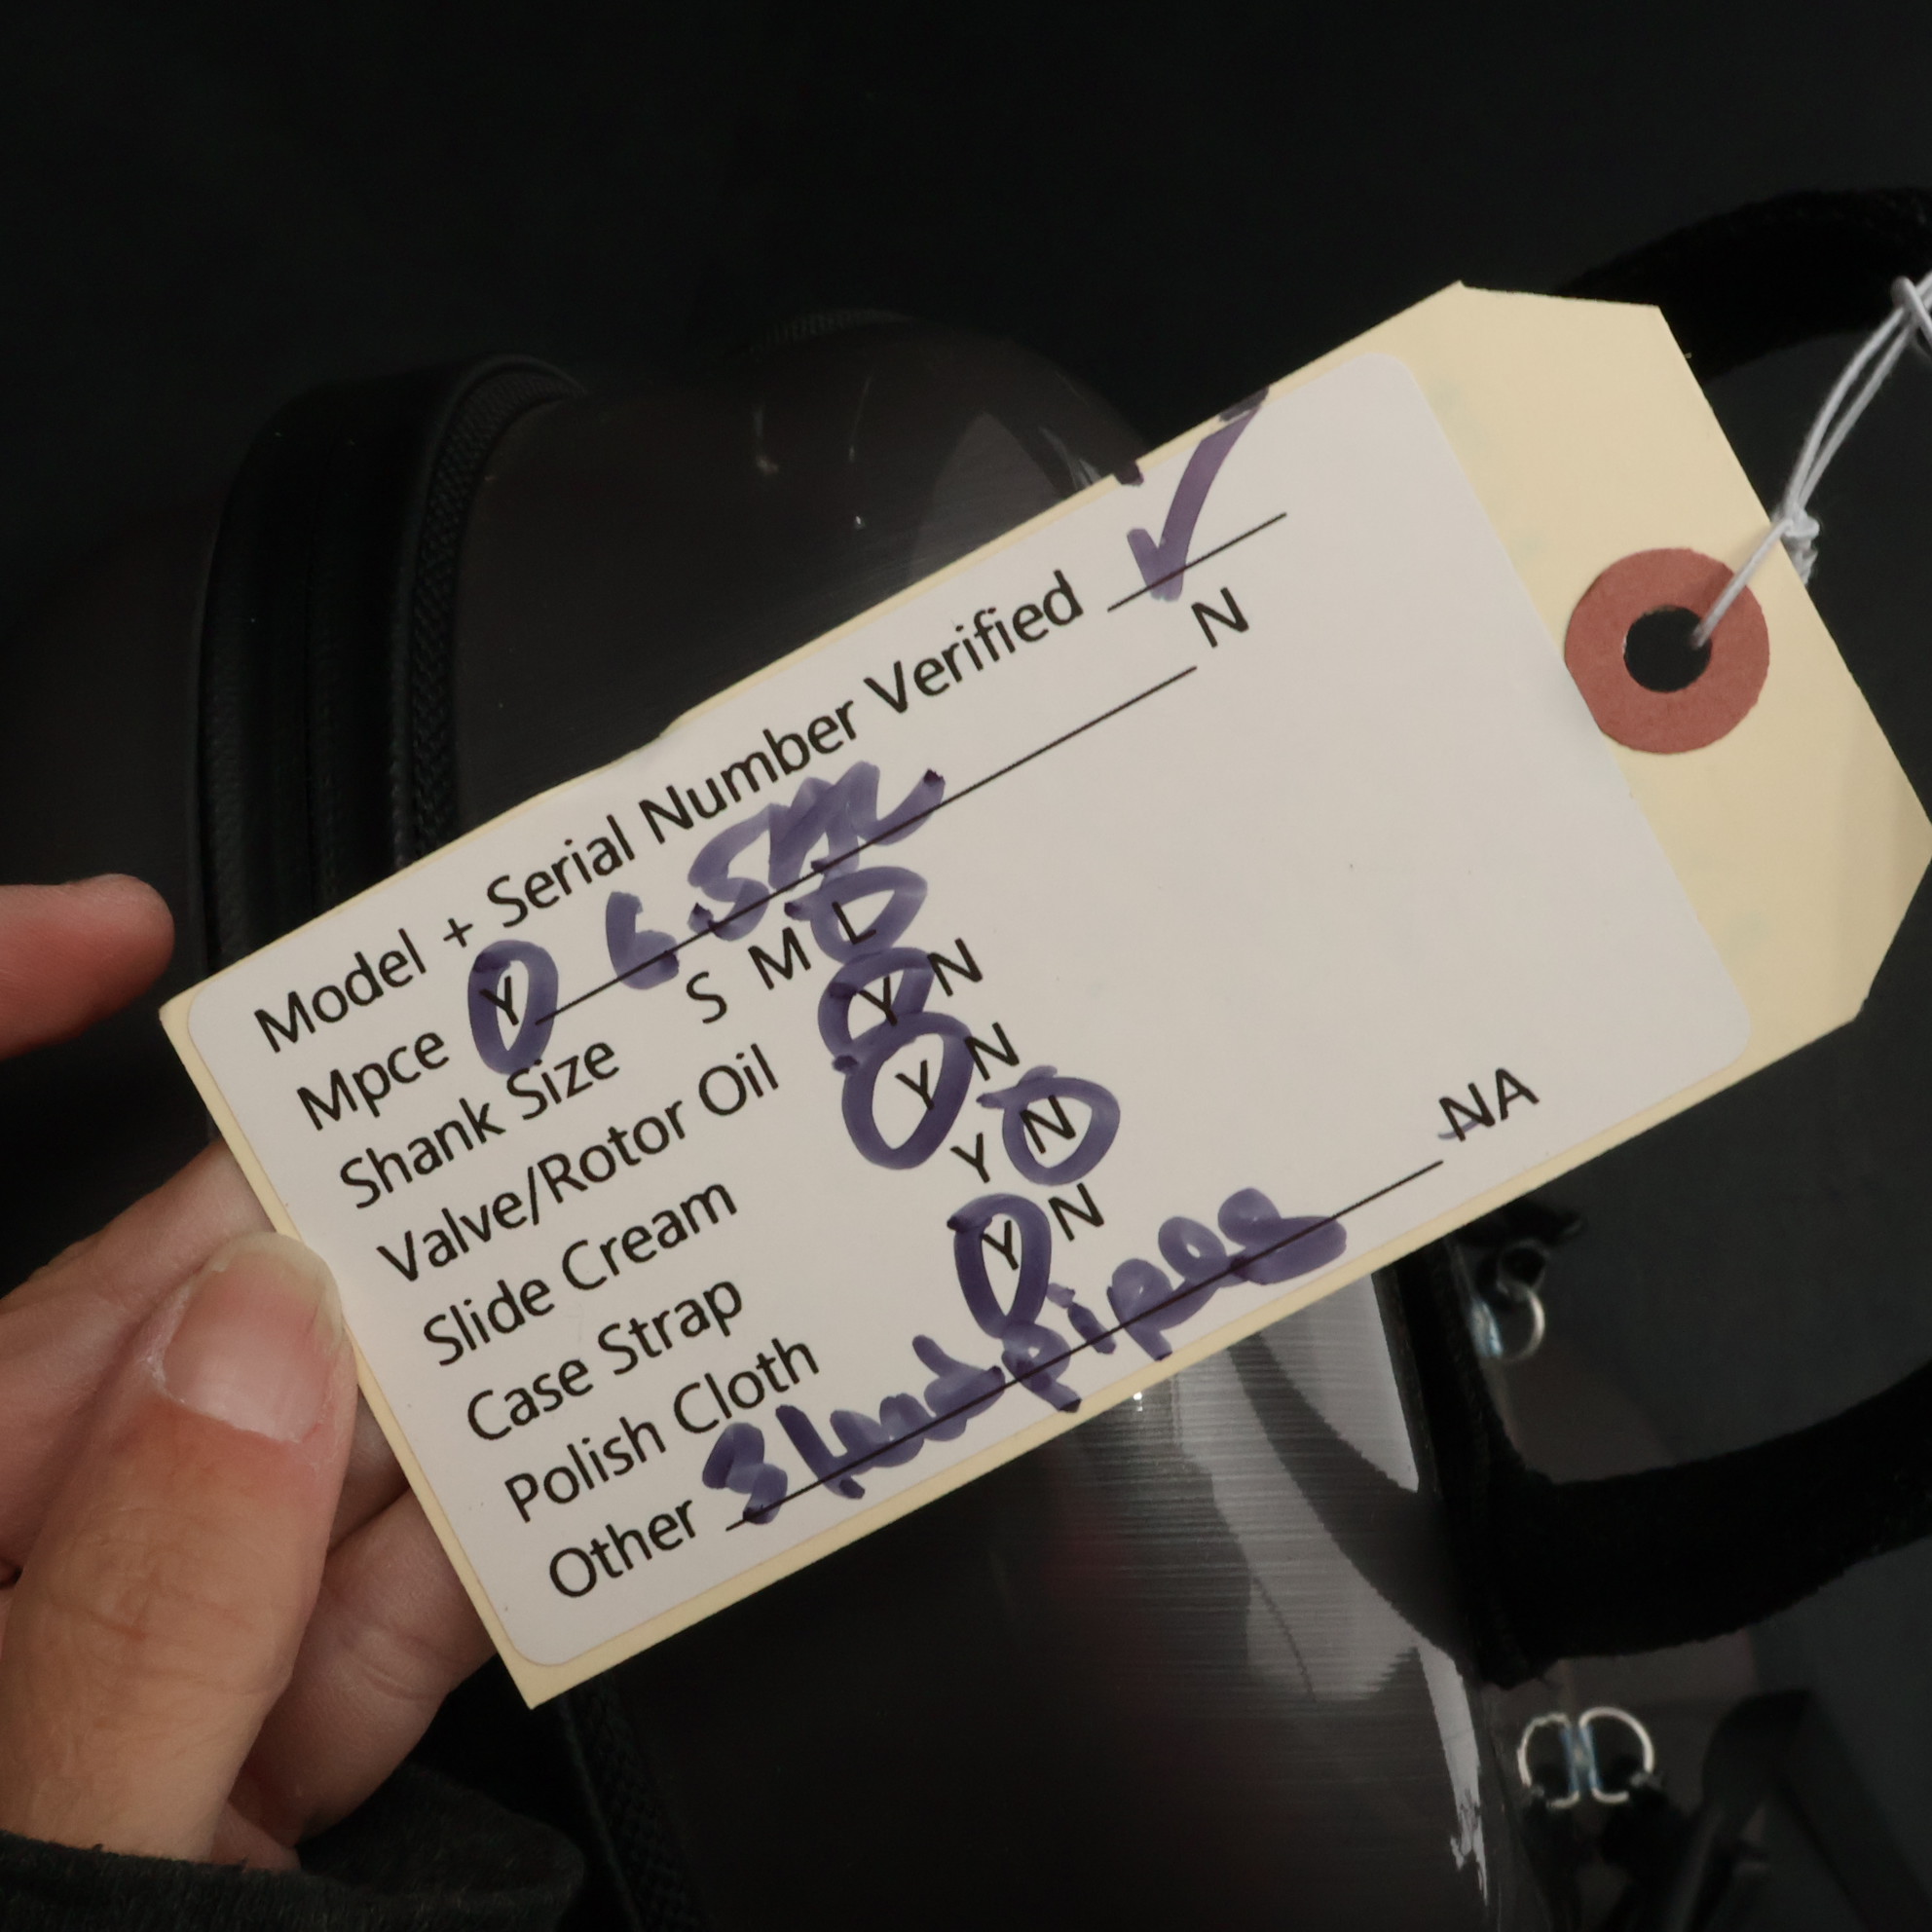 Model + Serial Number Verified ✓
Mpce Y 6.5AL N
Shank Size S M L
Valve/Rotor Oil Y N
Slide Cream Y N
Case Strap Y N
Polish Cloth Y N
Other 3 leadpipes NA